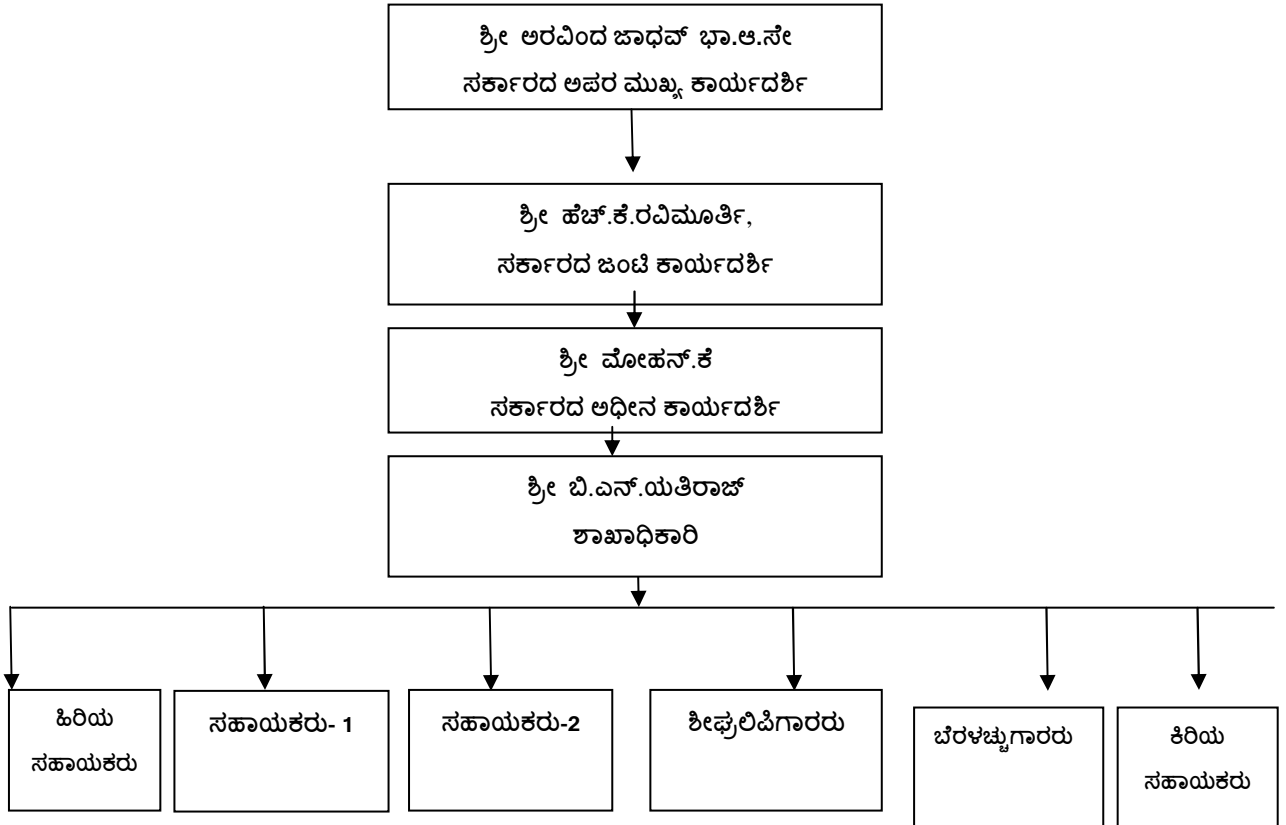 ಶ್ರೀ ಅರವಿಂದ ಜಾಧವ್ ಭಾ.ಆ.ಸೇ
ಸರ್ಕಾರದ ಅಪರ ಮುಖ್ಯ ಕಾರ್ಯದರ್ಶಿ
ಶ್ರೀ ಹೆಚ್.ಕೆ.ರವಿಮೂರ್ತಿ,
ಸರ್ಕಾರದ ಜಂಟಿ ಕಾರ್ಯದರ್ಶಿ
ಶ್ರೀ ಮೋಹನ್.ಕೆ
ಸರ್ಕಾರದ ಅಧೀನ ಕಾರ್ಯದರ್ಶಿ
ಶ್ರೀ ಬಿ.ಎನ್.ಯತಿರಾಜ್
ಶಾಖಾಧಿಕಾರಿ
ಹಿರಿಯ
ಸಹಾಯಕರು
ಸಹಾಯಕರು- 1
ಸಹಾಯಕರು-2
ಶೀಘ್ರಲಿಪಿಗಾರರು
ಬೆರಳಚ್ಚುಗಾರರು
ಕಿರಿಯ
ಸಹಾಯಕರು